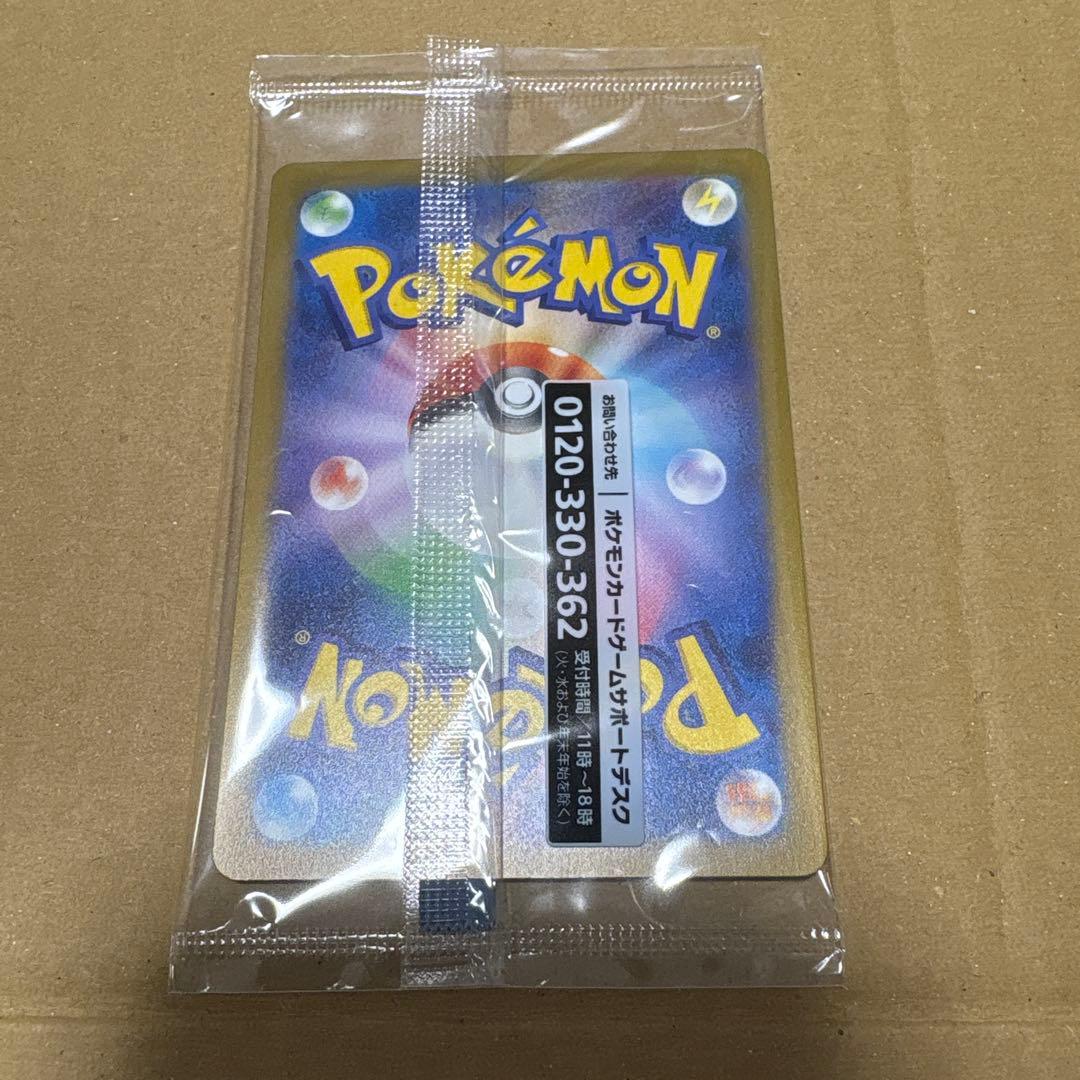 POKéMON®
お問い合わせ先 | ポケモンカードゲームサポートデスク
0120-330-362 受付時間/11時~18時
(火・水および年末年始を除く)
POKéMON®